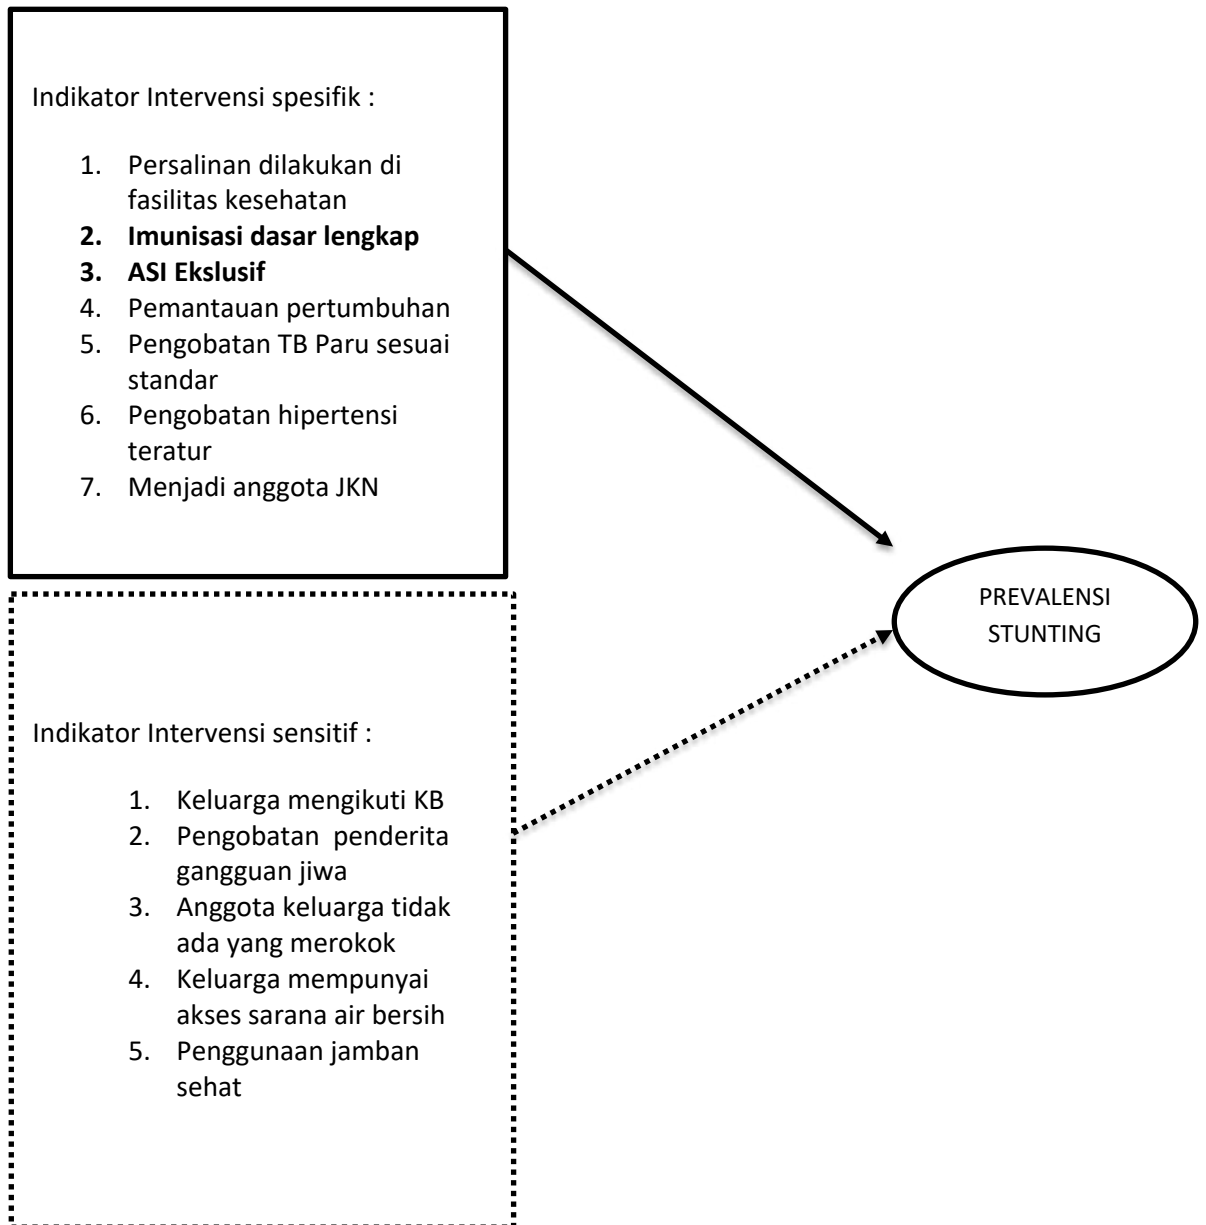 Indikator Intervensi spesifik :
1. Persalinan dilakukan di
fasilitas kesehatan
2. Imunisasi dasar lengkap
3. ASI Ekslusif
4. Pemantauan pertumbuhan
5. Pengobatan TB Paru sesuai
standar
6. Pengobatan hipertensi
teratur
7. Menjadi anggota JKN
PREVALENSI
STUNTING
Indikator Intervensi sensitif :
1. Keluarga mengikuti KB
2. Pengobatan penderita
gangguan jiwa
3. Anggota keluarga tidak
ada yang merokok
4. Keluarga mempunyai
akses sarana air bersih
5. Penggunaan jamban
sehat